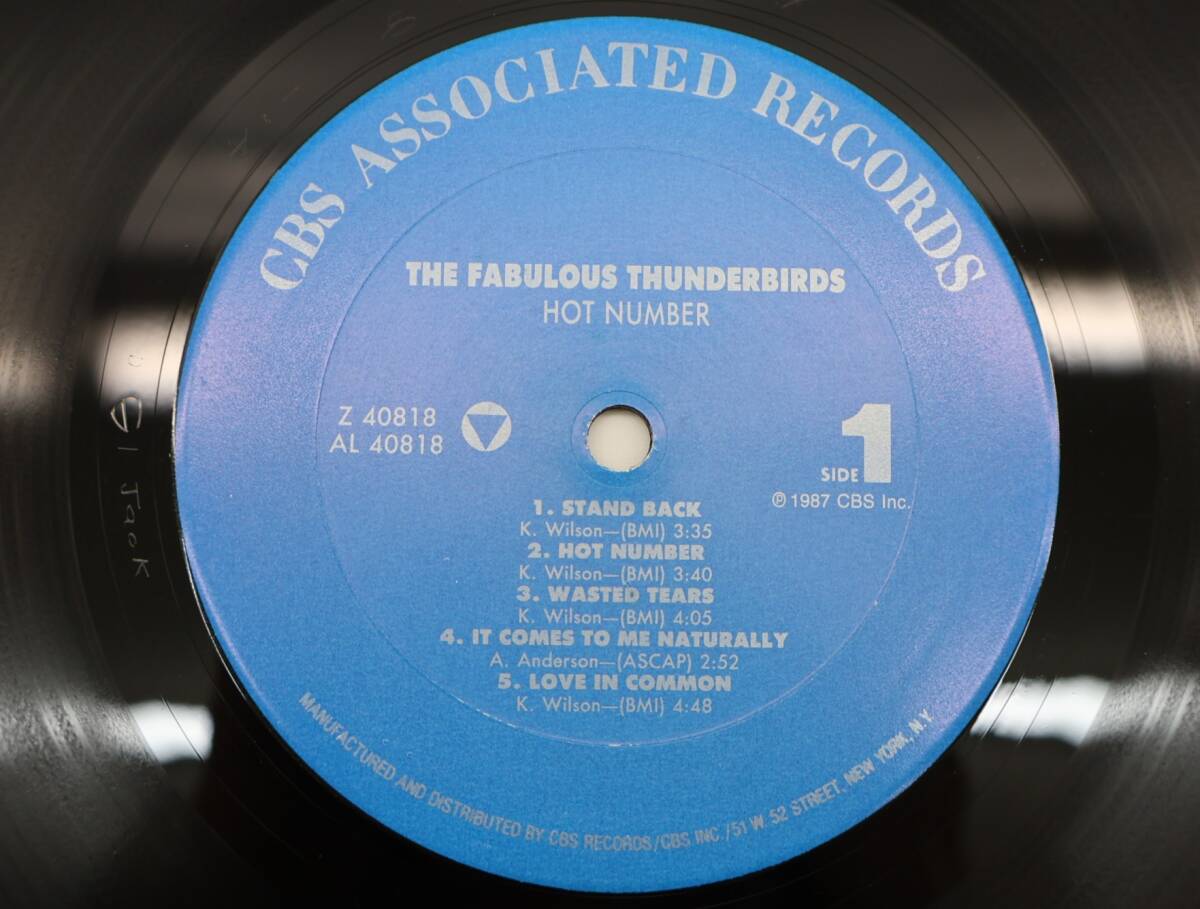 CBS ASSOCIATED RECORDS
THE FABULOUS THUNDERBIRDS
HOT NUMBER
Z 40818
AL 40818
SIDE 1
℗ 1987 CBS Inc.
1. STAND BACK
K. Wilson—(BMI) 3:35
2. HOT NUMBER
K. Wilson—(BMI) 3:40
3. WASTED TEARS
K. Wilson—(BMI) 4:05
4. IT COMES TO ME NATURALLY
A. Anderson—(ASCAP) 2:52
5. LOVE IN COMMON
K. Wilson—(BMI) 4:48
MANUFACTURED AND DISTRIBUTED BY CBS RECORDS/CBS INC./51 W. 52 STREET, NEW YORK, N.Y.